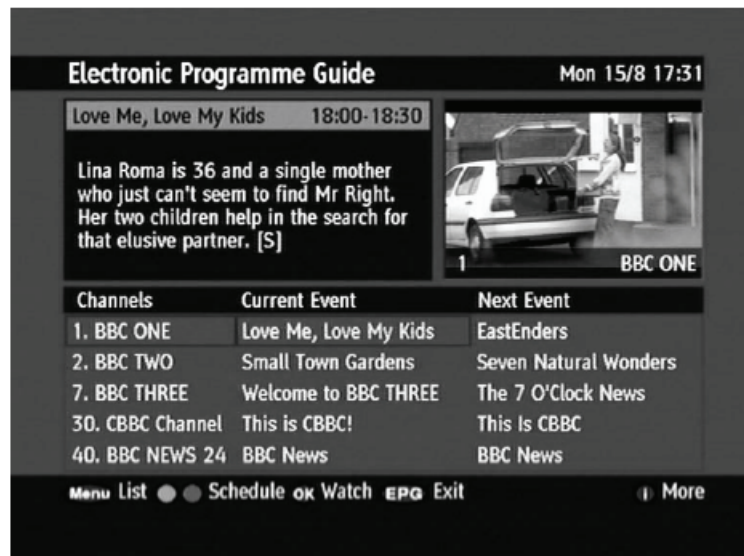 Electronic Programme Guide Mon 15/8 17:31
Love Me, Love My Kids 18:00-18:30
Lina Roma is 36 and a single mother
who just can't seem to find Mr Right.
Her two children help in the search for
that elusive partner. [S]
1 BBC ONE
Channels Current Event Next Event
1. BBC ONE Love Me, Love My Kids EastEnders
2. BBC TWO Small Town Gardens Seven Natural Wonders
7. BBC THREE Welcome to BBC THREE The 7 O'Clock News
30. CBBC Channel This is CBBC! This Is CBBC
40. BBC NEWS 24 BBC News BBC News
Menu List Schedule OK Watch EPG Exit i More